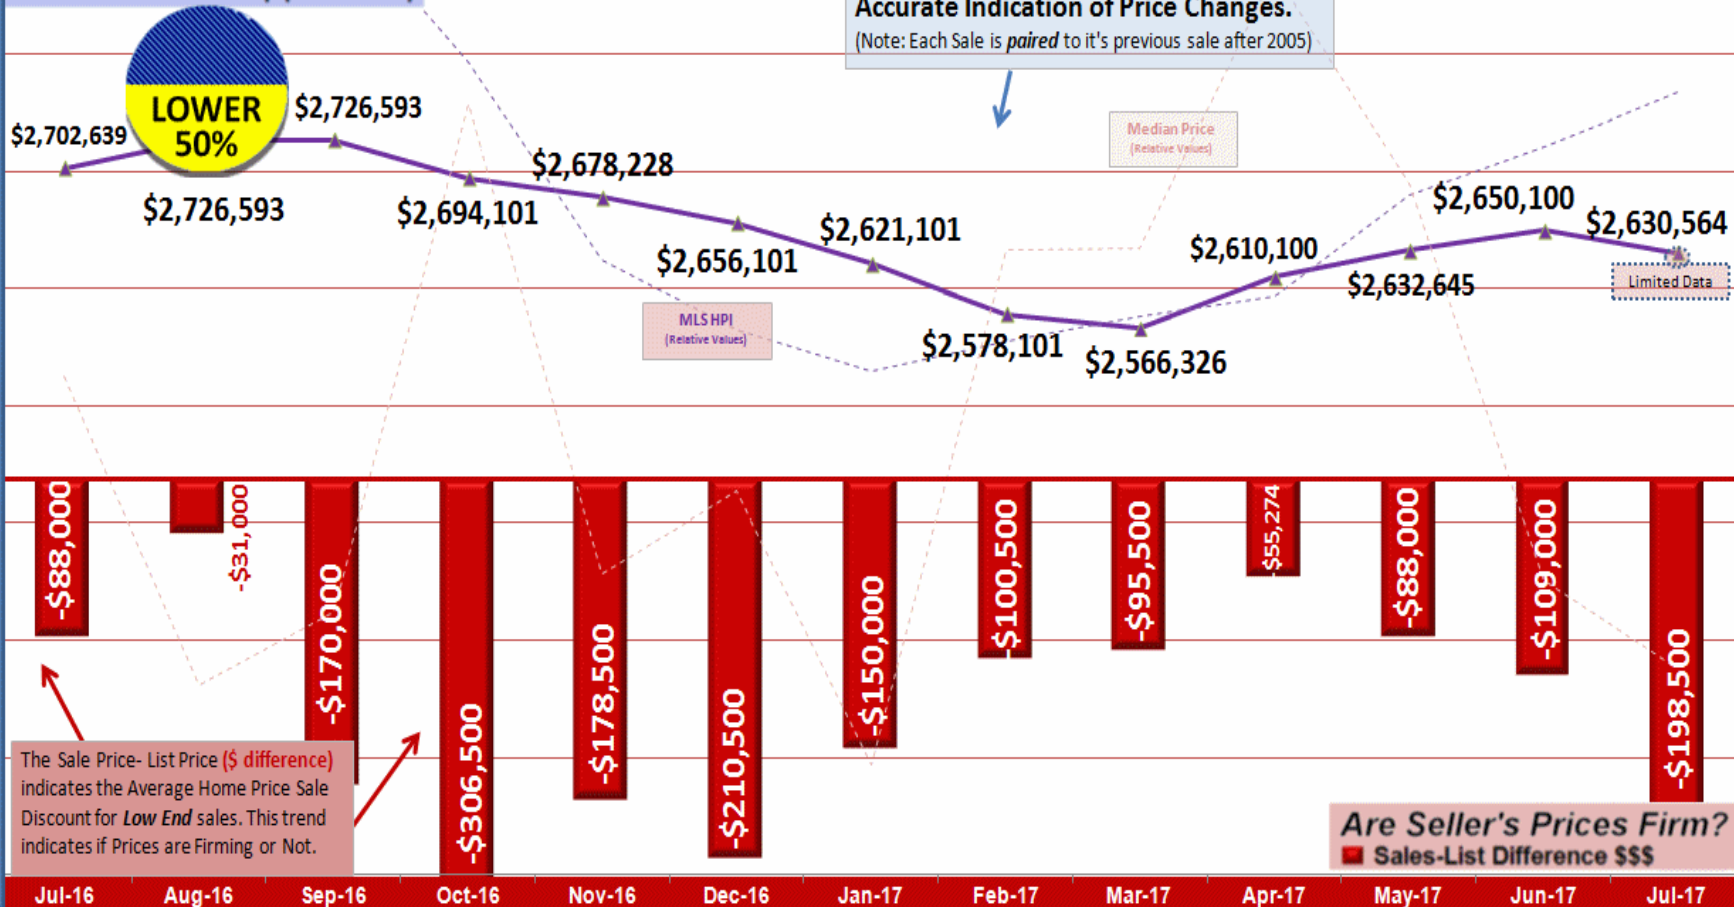 Accurate Indication of Price Changes.
(Note: Each Sale is paired to it's previous sale after 2005)
LOWER
50%
$2,702,639
$2,726,593
$2,726,593
$2,694,101
$2,678,228
$2,656,101
$2,621,101
$2,578,101
$2,566,326
$2,610,100
$2,632,645
$2,650,100
$2,630,564
Limited Data
Median Price
(Relative Values)
MLS HPI
(Relative Values)
-$88,000
-$31,000
-$170,000
-$306,500
-$178,500
-$210,500
-$150,000
-$100,500
-$95,500
-$55,274
-$88,000
-$109,000
-$198,500
The Sale Price- List Price ($ difference)
indicates the Average Home Price Sale
Discount for Low End sales. This trend
indicates if Prices are Firming or Not.
Are Seller's Prices Firm?
Sales-List Difference $$$
Jul-16 Aug-16 Sep-16 Oct-16 Nov-16 Dec-16 Jan-17 Feb-17 Mar-17 Apr-17 May-17 Jun-17 Jul-17